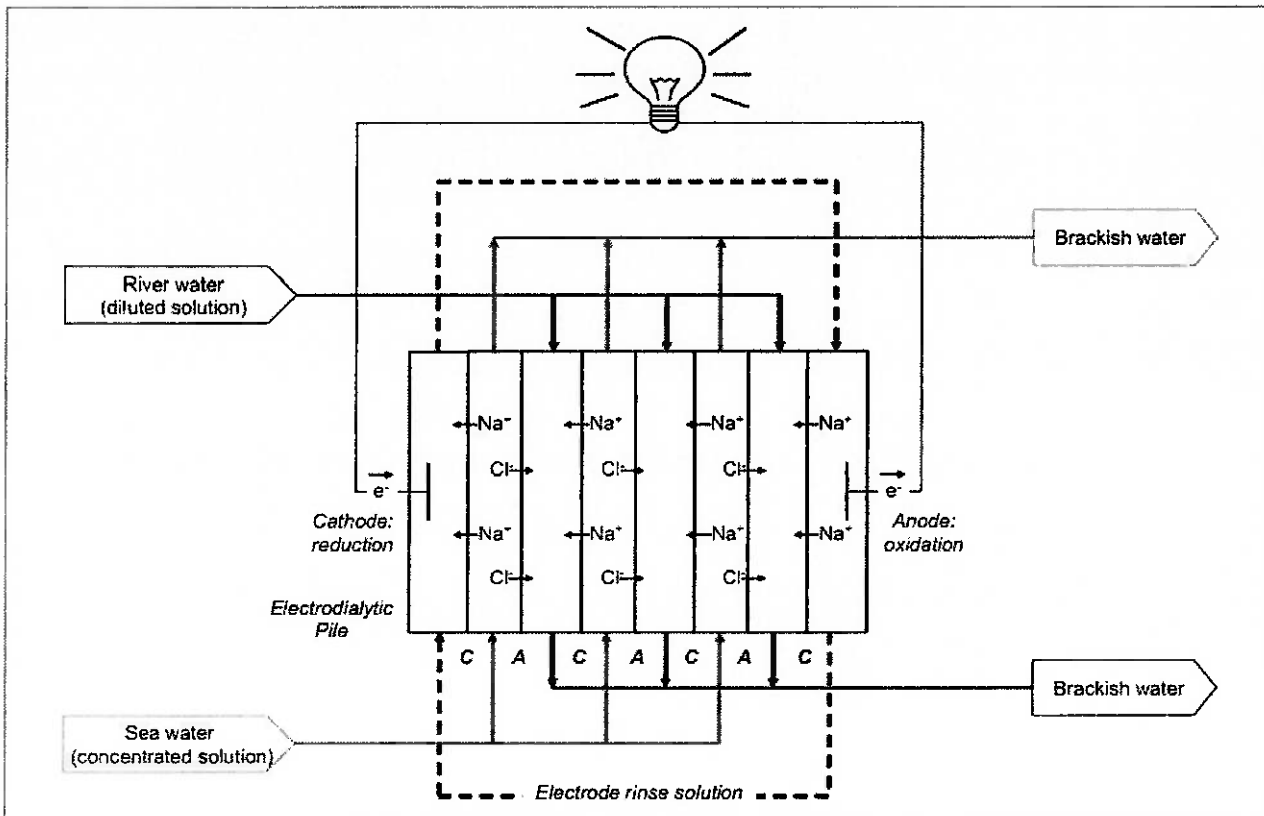 Brackish water
River water
(diluted solution)
Na⁺ Na⁺ Na⁺ Na⁺
Cl⁻ Cl⁻ Cl⁻
e⁻ e⁻
Cathode:
reduction
Anode:
oxidation
Na⁺ Na⁺ Na⁺ Na⁺
Cl⁻ Cl⁻ Cl⁻
Electrodialytic
Pile
C A C A C A C
Brackish water
Sea water
(concentrated solution)
Electrode rinse solution